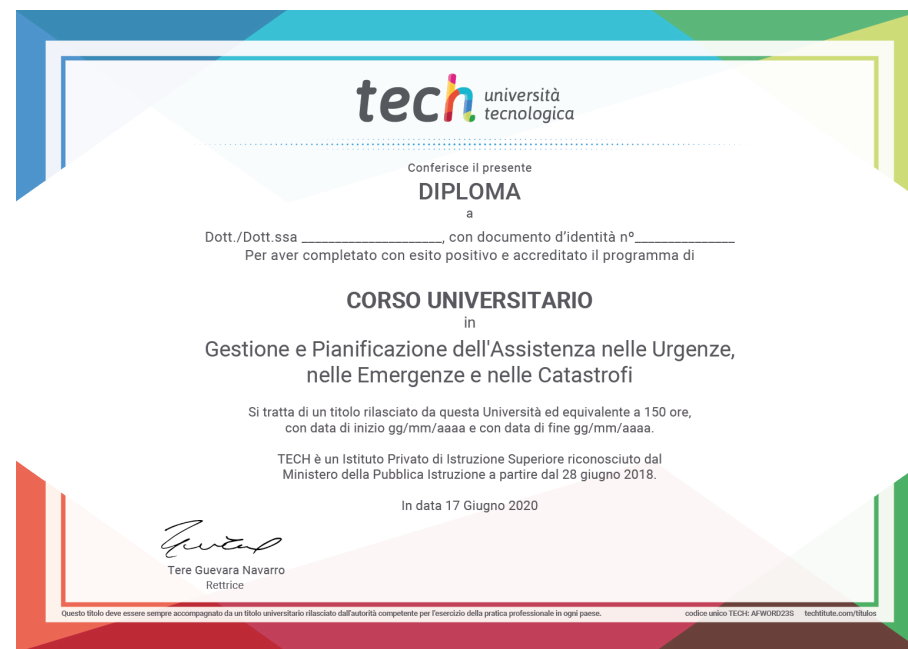 tech università
tecnologica
Conferisce il presente
DIPLOMA
a
Dott./Dott.ssa _____________________, con documento d'identità nº_______________
Per aver completato con esito positivo e accreditato il programma di
CORSO UNIVERSITARIO
in
Gestione e Pianificazione dell'Assistenza nelle Urgenze,
nelle Emergenze e nelle Catastrofi
Si tratta di un titolo rilasciato da questa Università ed equivalente a 150 ore,
con data di inizio gg/mm/aaaa e con data di fine gg/mm/aaaa.
TECH è un Istituto Privato di Istruzione Superiore riconosciuto dal
Ministero della Pubblica Istruzione a partire dal 28 giugno 2018.
In data 17 Giugno 2020
Tere Guevara Navarro
Rettrice
Questo titolo deve essere sempre accompagnato da un titolo universitario rilasciato dall'autorità competente per l'esercizio della pratica professionale in ogni paese. codice unico TECH: AFWORD23S techtitute.com/titulos